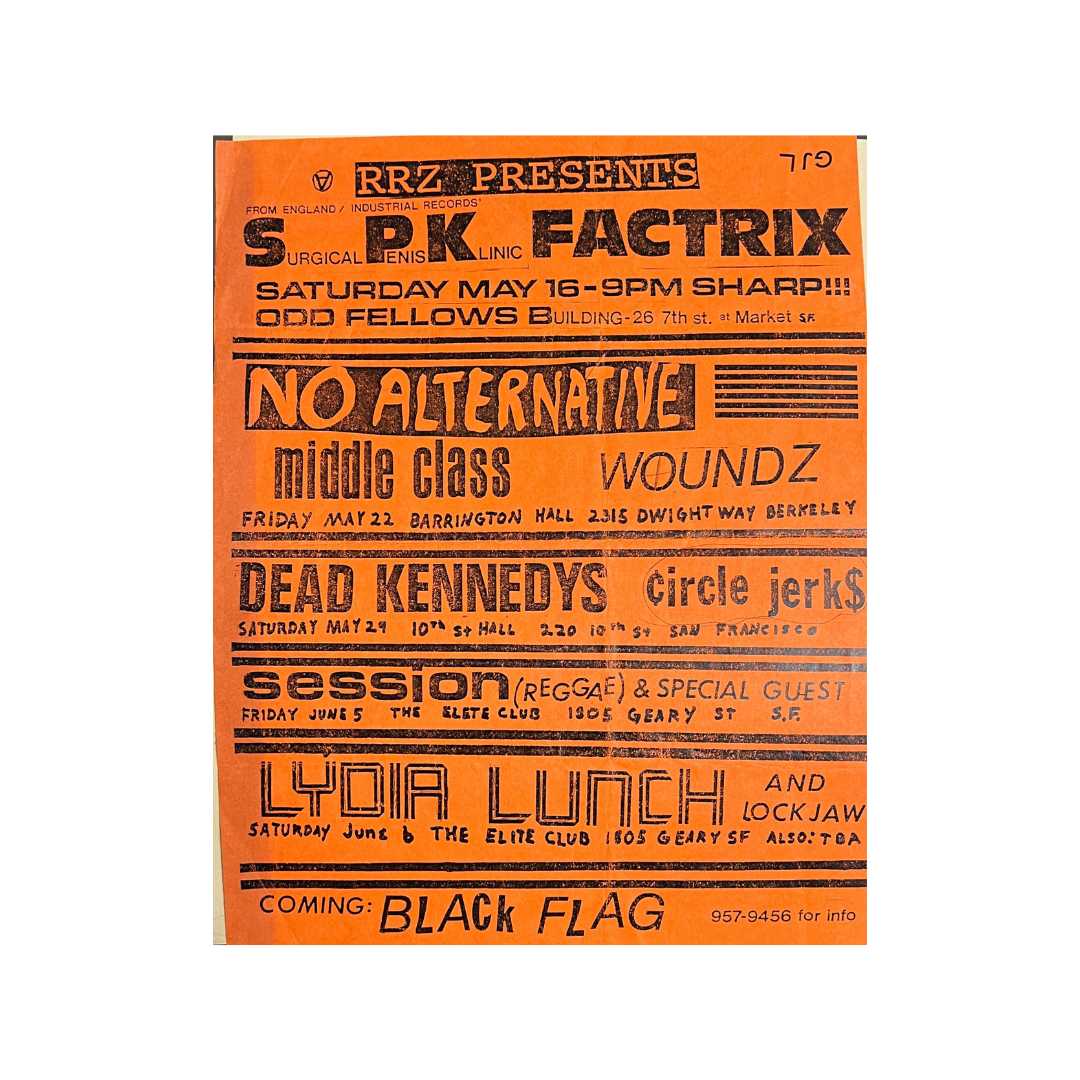 RRZ PRESENTS
FROM ENGLAND / INDUSTRIAL RECORDS'
SURGICAL PENIS KLINIC FACTRIX
SATURDAY MAY 16-9PM SHARP!!!
ODD FELLOWS BUILDING-26 7th st. at Market S.F.
NO ALTERNATIVE
middle class WOUNDZ
FRIDAY MAY 22 BARRINGTON HALL 2315 DWIGHT WAY BERKELEY
DEAD KENNEDYS ¢ircle jerk$
SATURDAY MAY 29 10th St HALL 220 10th St SAN FRANCISCO
session (REGGAE) & SPECIAL GUEST
FRIDAY JUNE 5 THE ELETE CLUB 1805 GEARY ST S.F.
LYDIA LUNCH AND
LOCKJAW
SATURDAY June 6 THE ELITE CLUB 1805 GEARY SF ALSO: TBA
COMING: BLACK FLAG 957-9456 for info